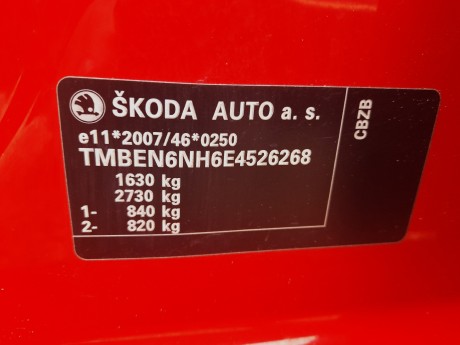 ŠKODA AUTO a. s.
e11*2007/46*0250
TMBEN6NH6E4526268
1630 kg
2730 kg
1- 840 kg
2- 820 kg
CBZB